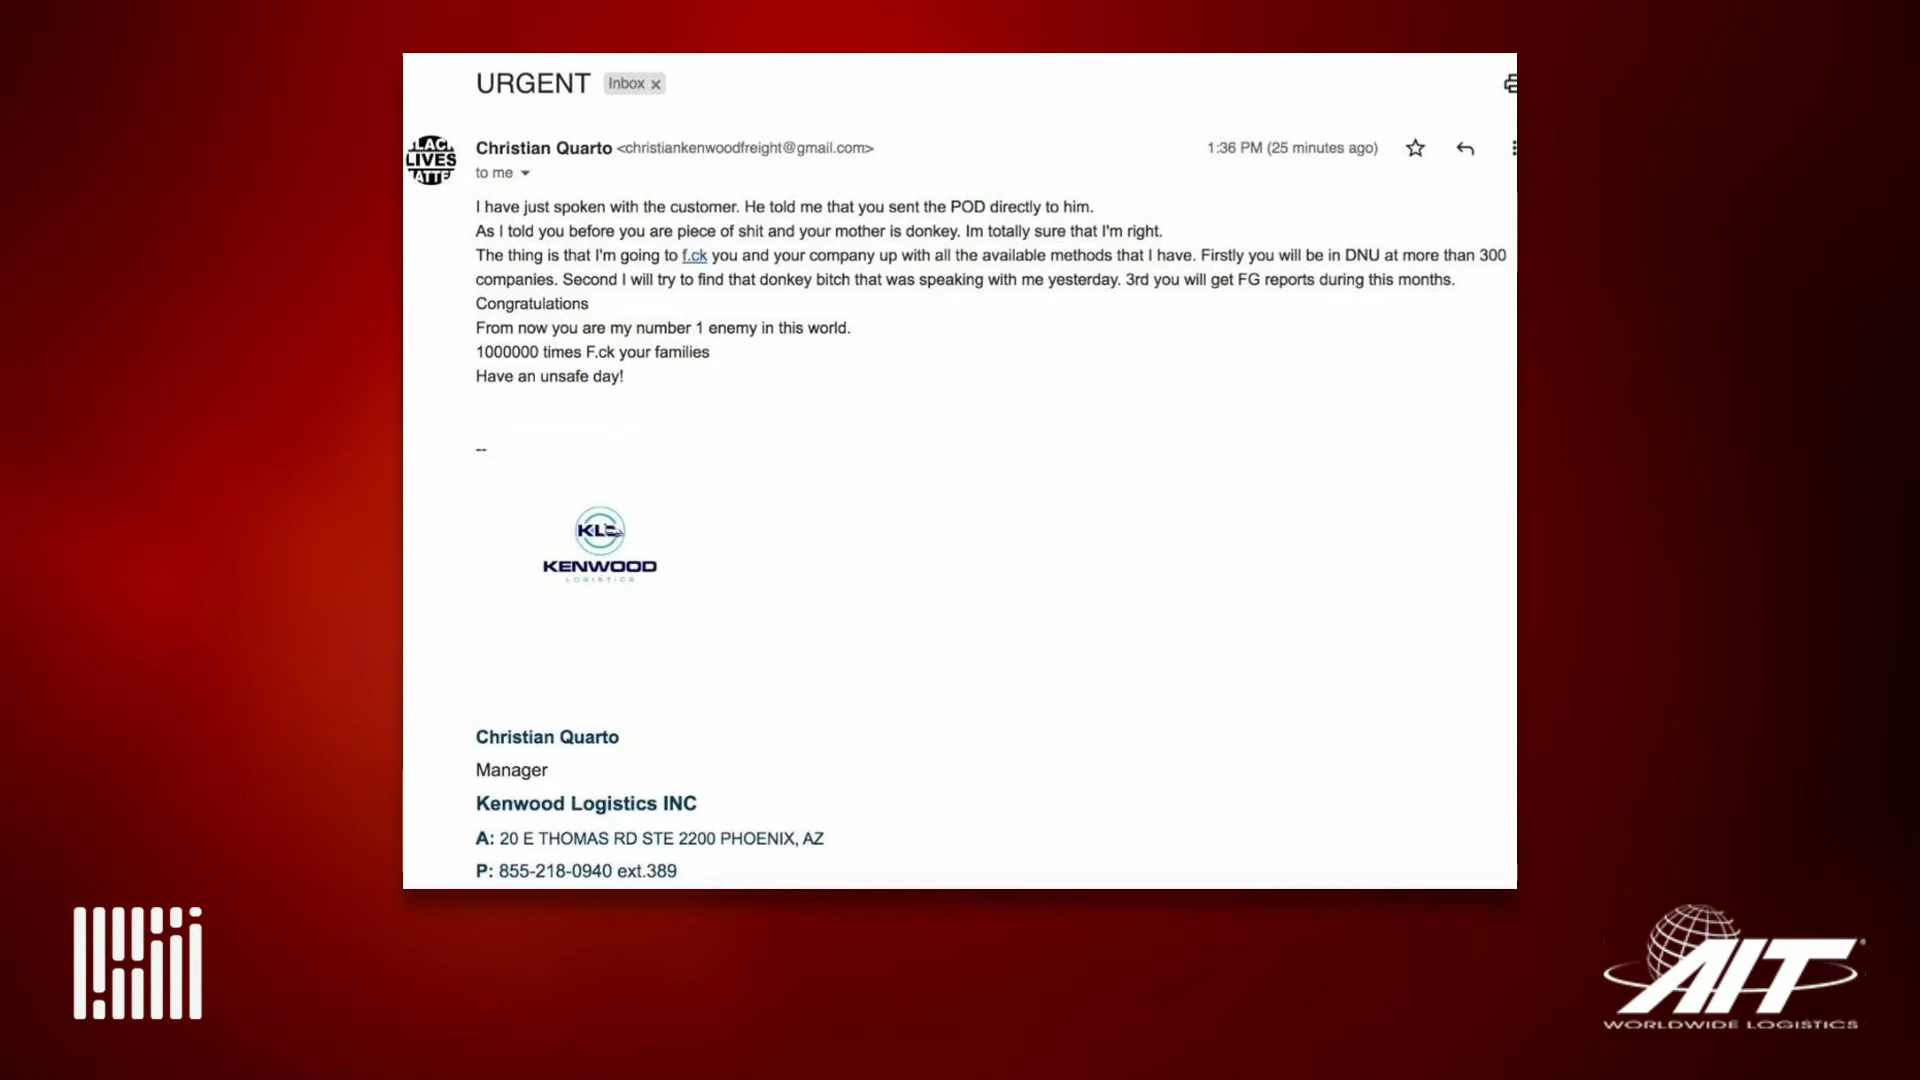 URGENT Inbox x
LACK
LIVES
MATTE
Christian Quarto <christiankenwoodfreight@gmail.com> 1:36 PM (25 minutes ago)
to me
I have just spoken with the customer. He told me that you sent the POD directly to him.
As I told you before you are piece of shit and your mother is donkey. Im totally sure that I'm right.
The thing is that I'm going to f.ck you and your company up with all the available methods that I have. Firstly you will be in DNU at more than 300
companies. Second I will try to find that donkey bitch that was speaking with me yesterday. 3rd you will get FG reports during this months.
Congratulations
From now you are my number 1 enemy in this world.
1000000 times F.ck your families
Have an unsafe day!
--
KL
KENWOOD
LOGISTICS
Christian Quarto
Manager
Kenwood Logistics INC
A: 20 E THOMAS RD STE 2200 PHOENIX, AZ
P: 855-218-0940 ext.389
AIT
WORLDWIDE LOGISTICS